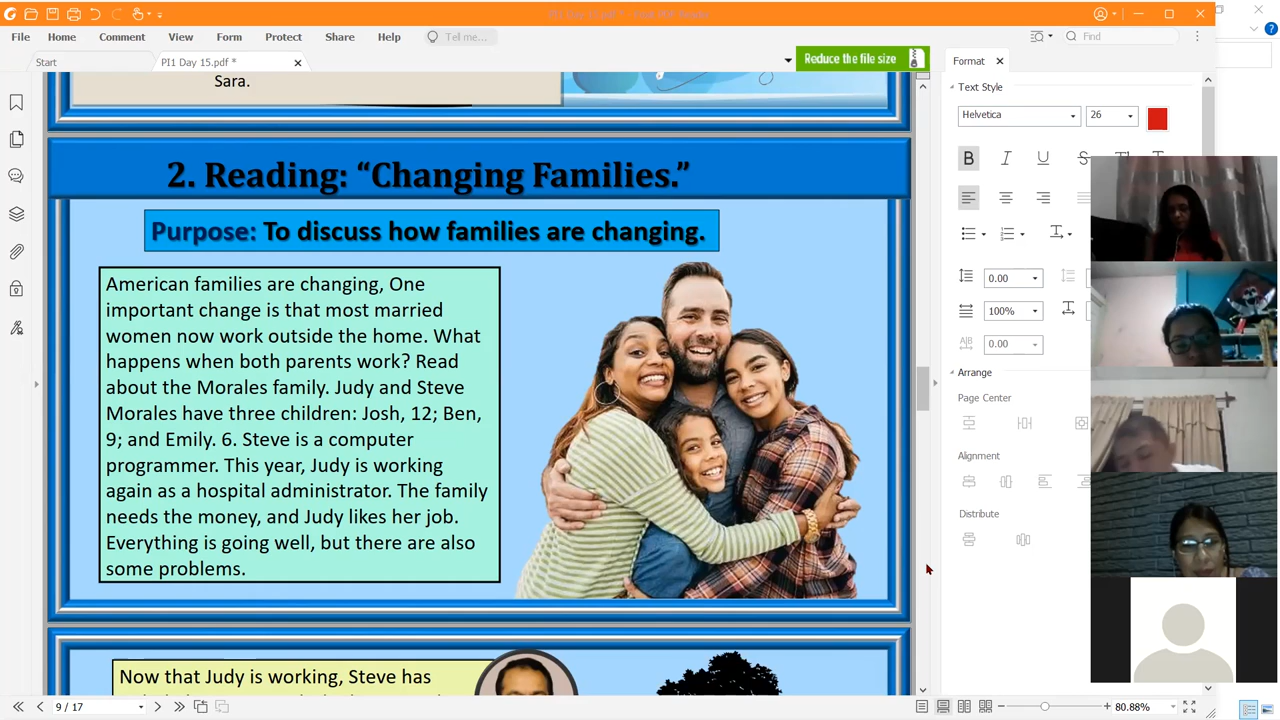 File Home Comment View Form Protect Share Help Tell me... Find
Start PI1 Day 15.pdf * Reduce the file size
Sara.
2. Reading: “Changing Families.”
Purpose: To discuss how families are changing.
American families are changing, One
important change is that most married
women now work outside the home. What
happens when both parents work? Read
about the Morales family. Judy and Steve
Morales have three children: Josh, 12; Ben,
9; and Emily. 6. Steve is a computer
programmer. This year, Judy is working
again as a hospital administrator. The family
needs the money, and Judy likes her job.
Everything is going well, but there are also
some problems.
Now that Judy is working, Steve has
9 / 17
80.88%
Format
Text Style
Helvetica 26
B I U S
0.00
100%
0.00
Arrange
Page Center
Alignment
Distribute